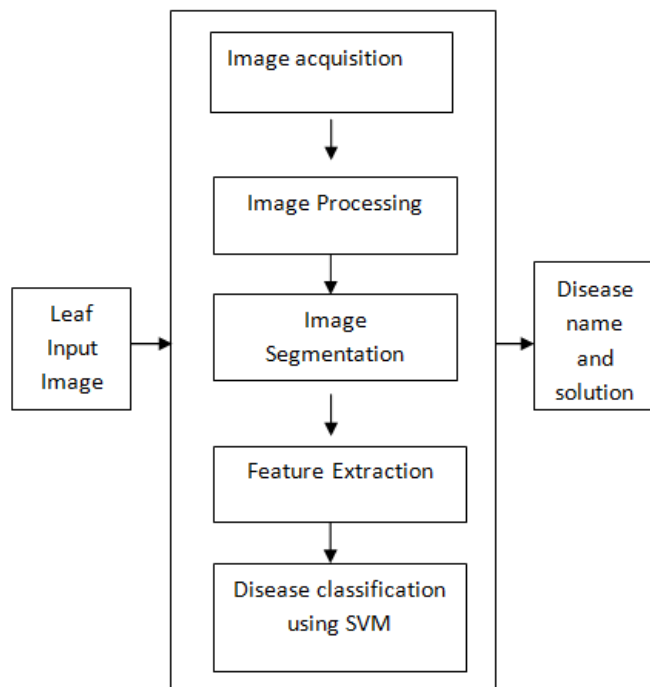 Leaf
Input
Image
Image acquisition
Image Processing
Image
Segmentation
Feature Extraction
Disease classification
using SVM
Disease
name
and
solution